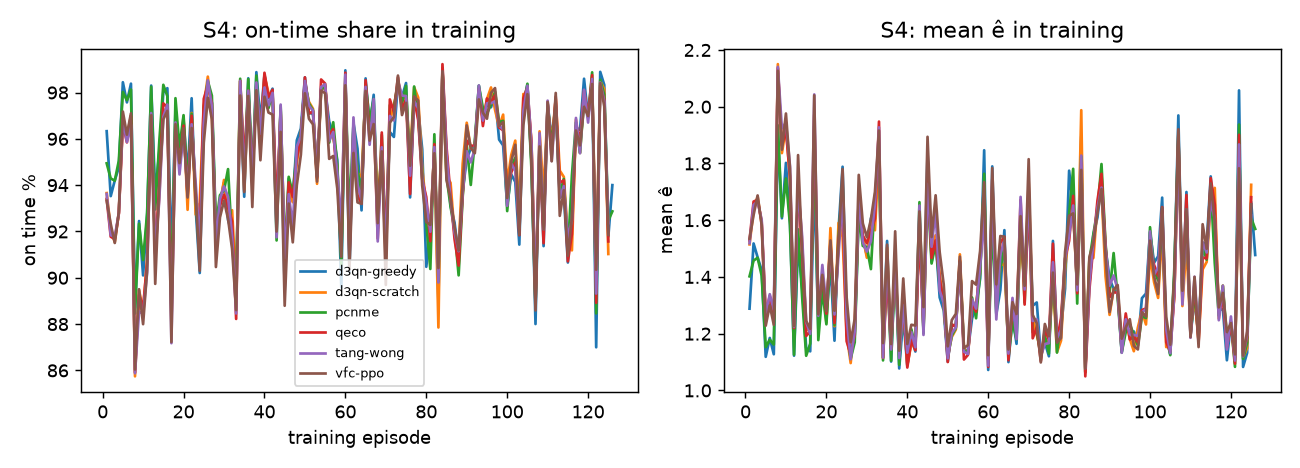 S4: on-time share in training
on time %
98
96
94
92
90
88
86
d3qn-greedy
d3qn-scratch
pcnme
qeco
tang-wong
vfc-ppo
0 20 40 60 80 100 120
training episode
S4: mean ê in training
mean ê
2.2
2.0
1.8
1.6
1.4
1.2
1.0
0 20 40 60 80 100 120
training episode